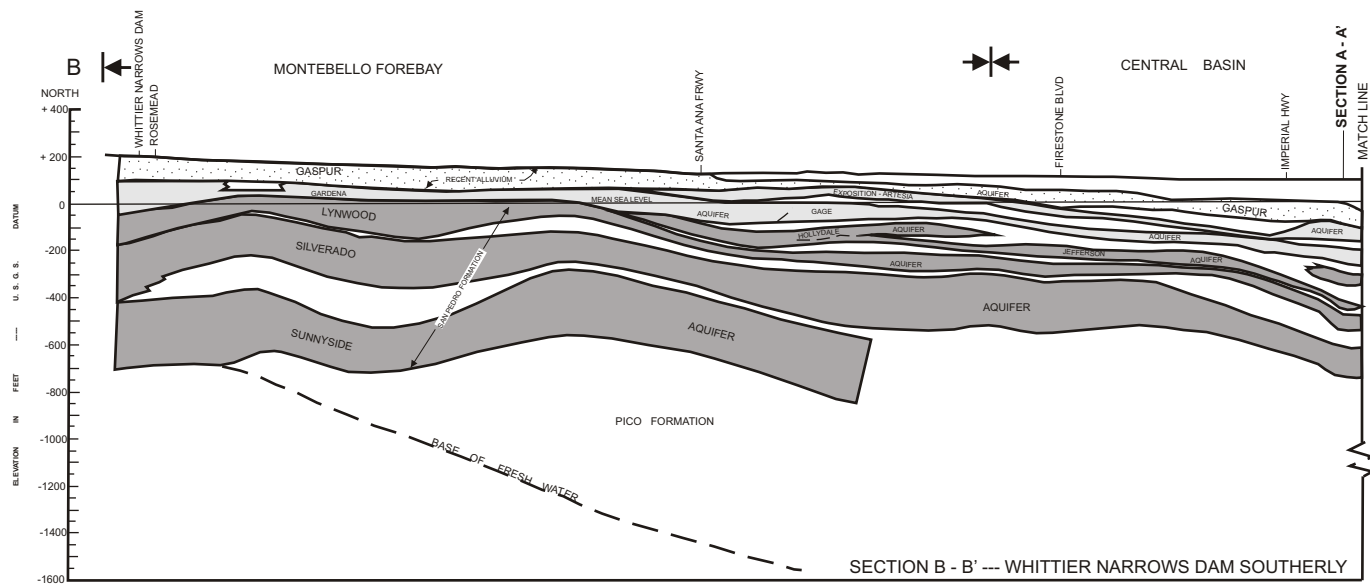 B
MONTEBELLO FOREBAY
CENTRAL BASIN
SECTION A - A'
MATCH LINE
NORTH
WHITTIER NARROWS DAM
ROSEMEAD
SANTA ANA FRWY
FIRESTONE BLVD
IMPERIAL HWY
+ 400
+ 200
0
-200
-400
-600
-800
-1000
-1200
-1400
-1600
ELEVATION IN FEET --- U. S. G. S. DATUM
GASPUR
RECENT ALLUVIUM
GARDENA
MEAN SEA LEVEL
EXPOSITION - ARTESIA
AQUIFER
GASPUR
LYNWOOD
AQUIFER
GAGE
AQUIFER
AQUIFER
HOLLYDALE
AQUIFER
SILVERADO
JEFFERSON
AQUIFER
AQUIFER
SAN PEDRO FORMATION
AQUIFER
SUNNYSIDE
AQUIFER
PICO FORMATION
BASE OF FRESH WATER
SECTION B - B' --- WHITTIER NARROWS DAM SOUTHERLY